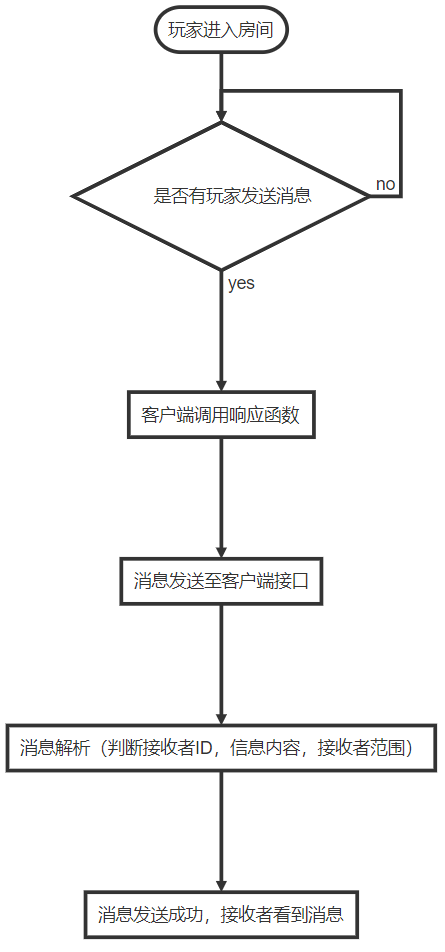 玩家进入房间
是否有玩家发送消息
no
yes
客户端调用响应函数
消息发送至客户端接口
消息解析（判断接收者ID，信息内容，接收者范围）
消息发送成功，接收者看到消息